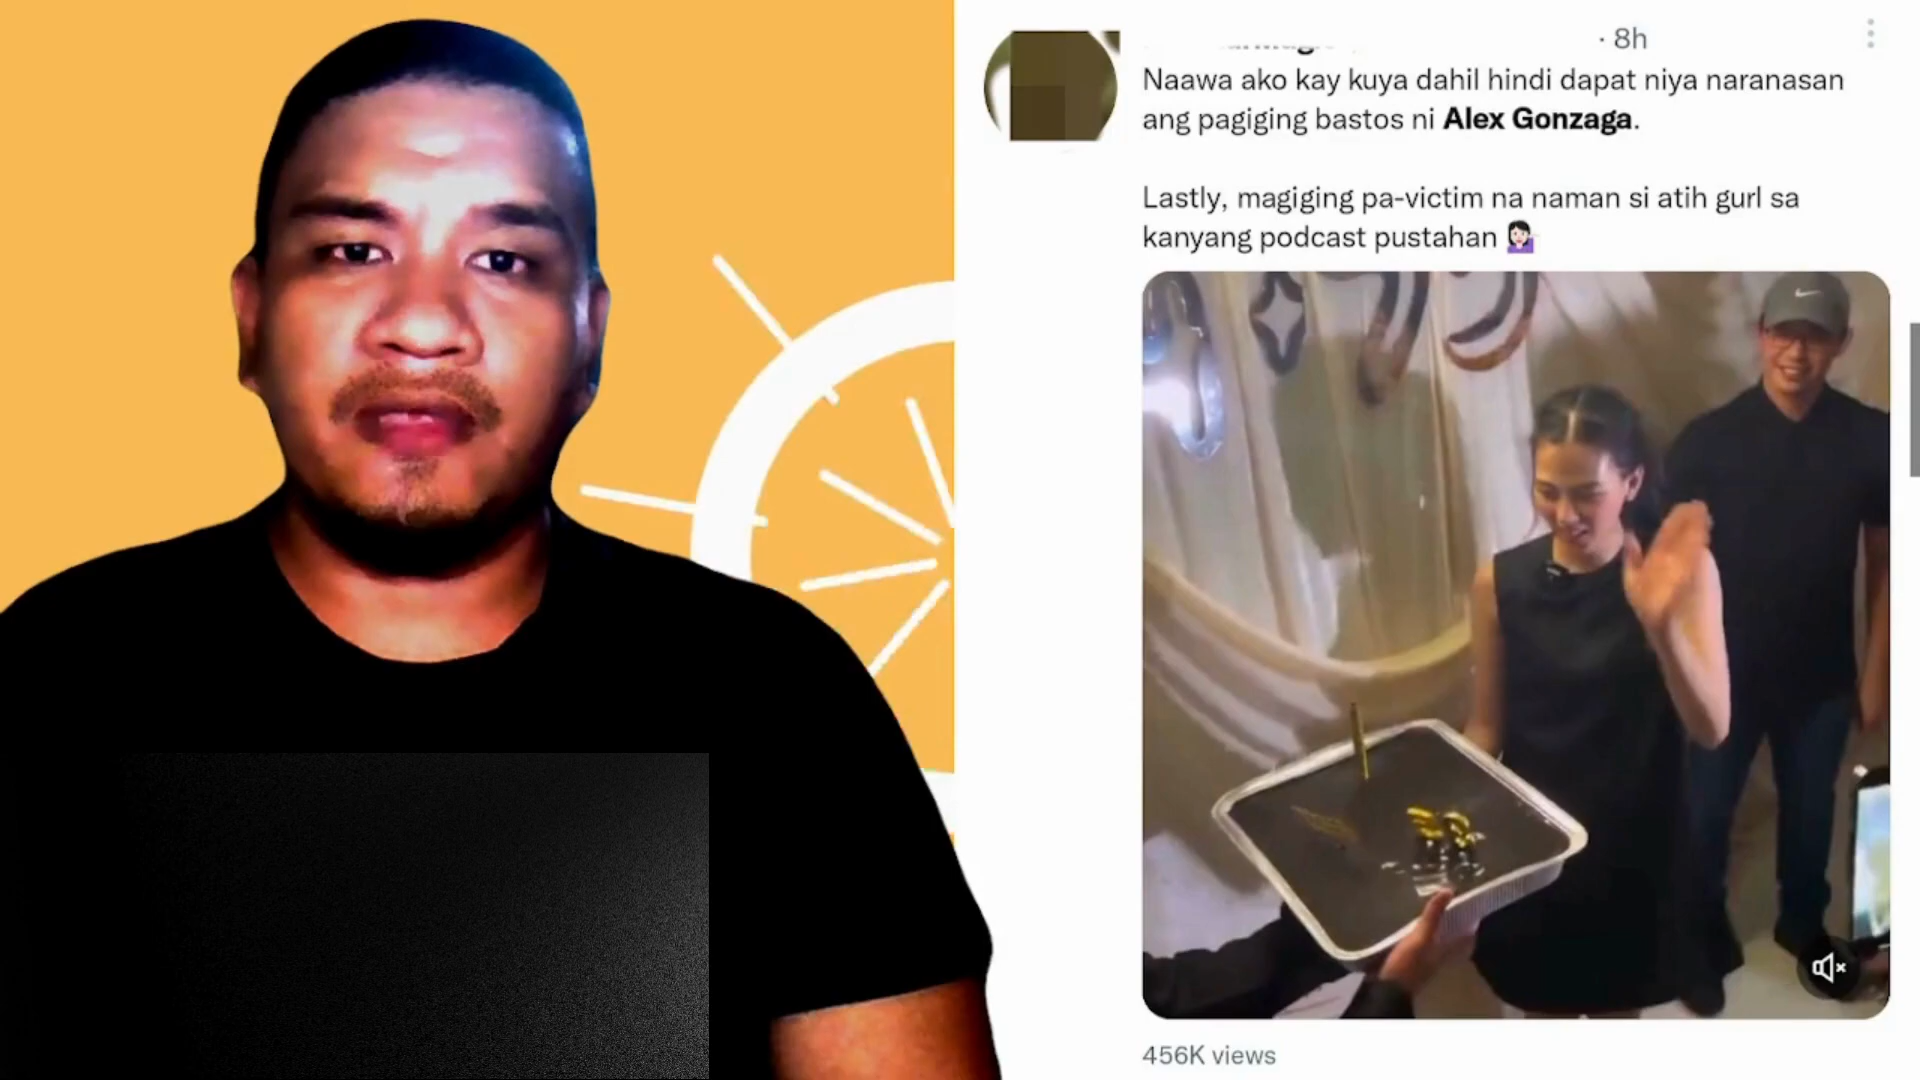 · 8h
Naawa ako kay kuya dahil hindi dapat niya naranasan
ang pagiging bastos ni Alex Gonzaga.
Lastly, magiging pa-victim na naman si atih gurl sa
kanyang podcast pustahan 💁🏻‍♀️
456K views